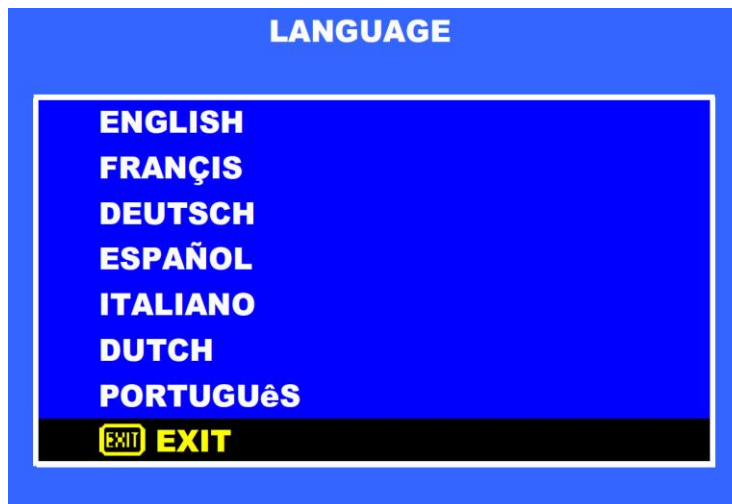 LANGUAGE
ENGLISH
FRANÇIS
DEUTSCH
ESPAÑOL
ITALIANO
DUTCH
PORTUGUêS
EXIT EXIT